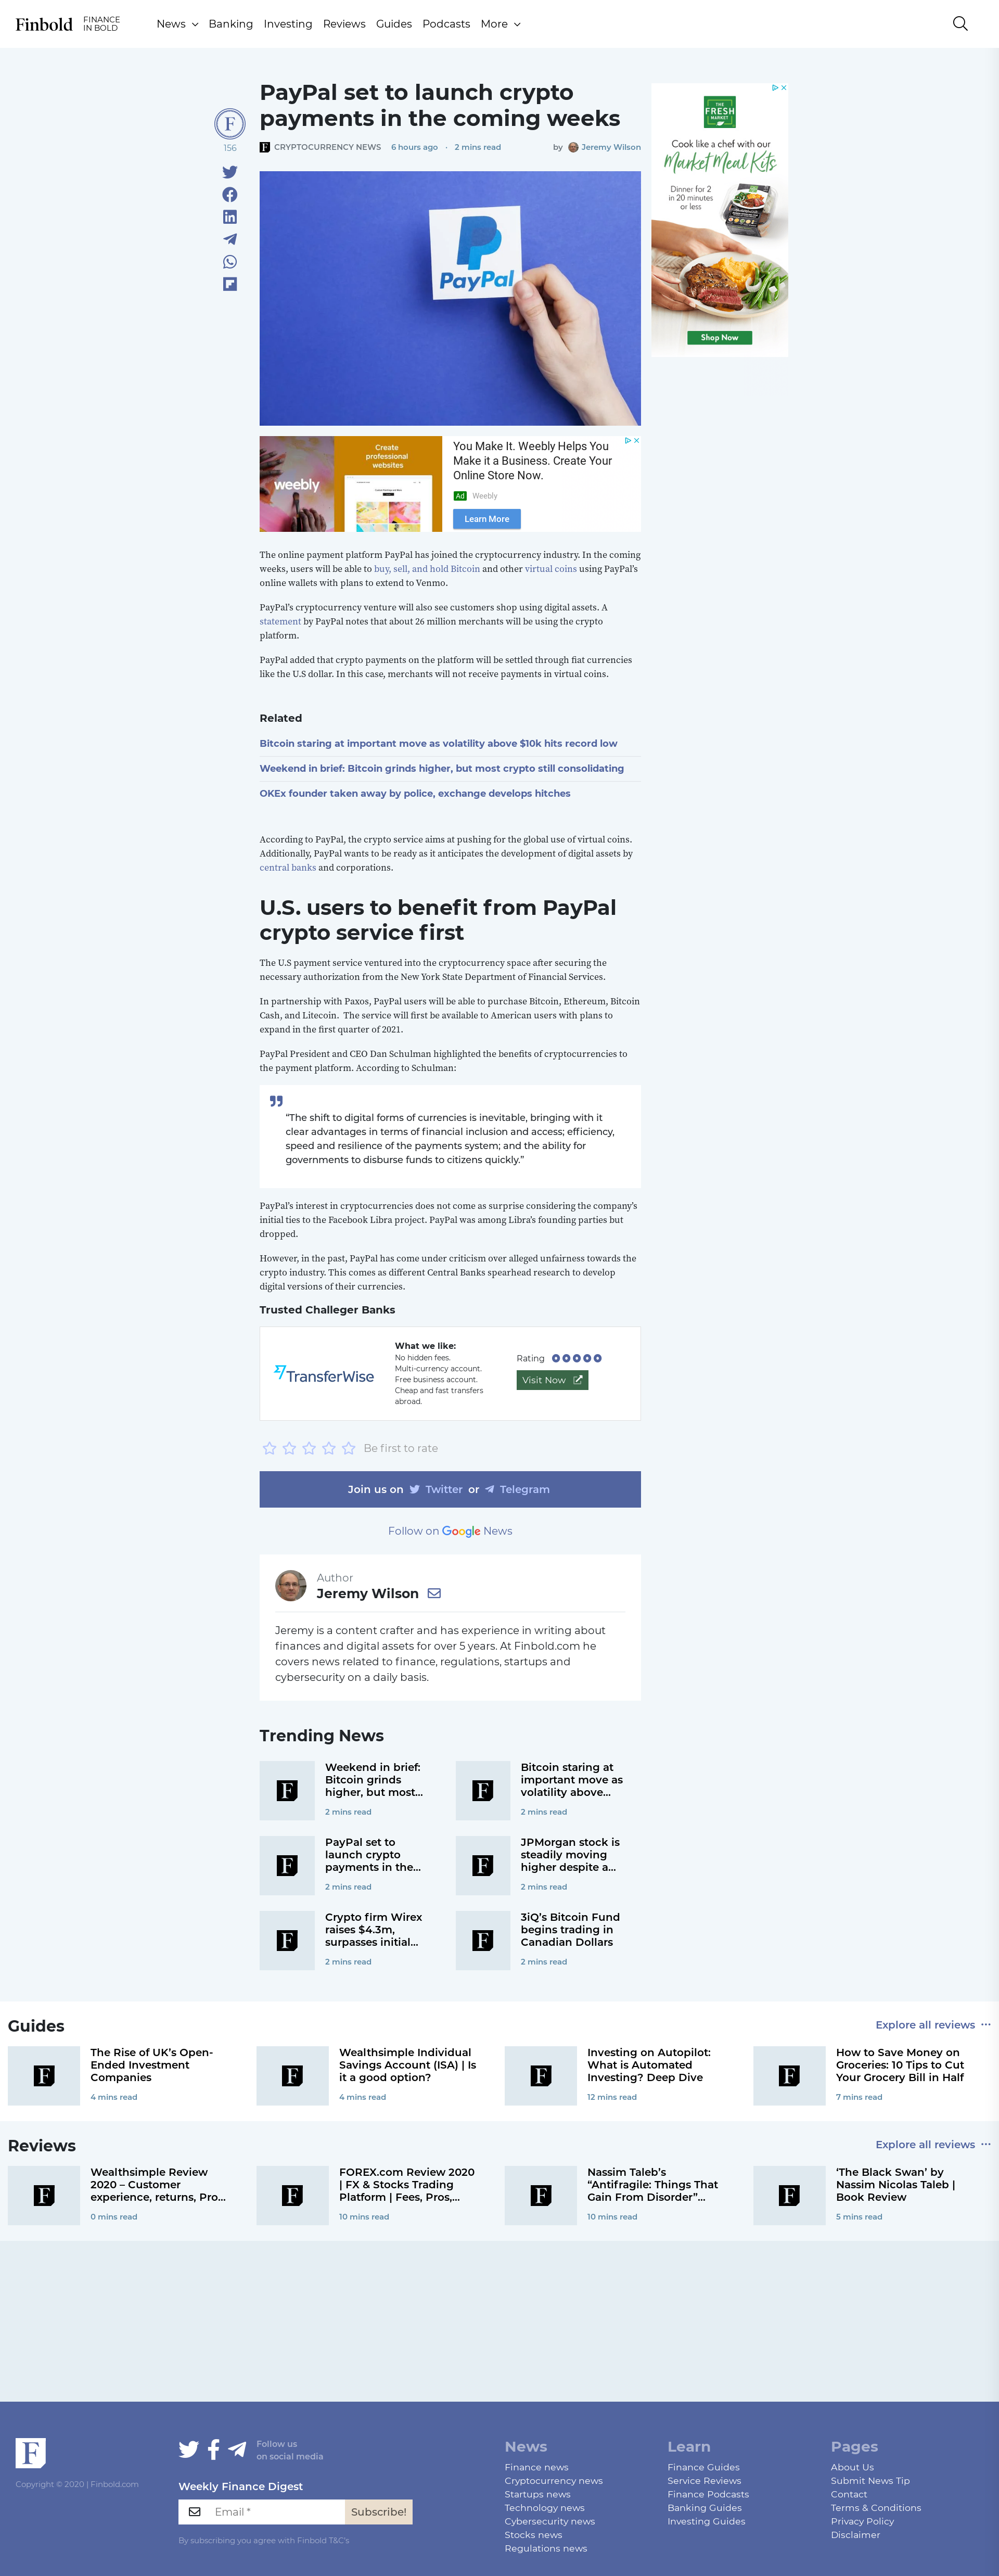 Finbold
FINANCE
IN BOLD
News
Banking
Investing
Reviews
Guides
Podcasts
More
F
156
PayPal set to launch crypto
payments in the coming weeks
F CRYPTOCURRENCY NEWS 6 hours ago · 2 mins read by Jeremy Wilson
PayPal
THE
FRESH
MARKET
Cook like a chef with our
Market Meal Kits
Dinner for 2
in 20 minutes
or less
Shop Now
weebly
Create
professional
websites
You Make It. Weebly Helps You
Make it a Business. Create Your
Online Store Now.
Ad Weebly
Learn More
The online payment platform PayPal has joined the cryptocurrency industry. In the coming
weeks, users will be able to buy, sell, and hold Bitcoin and other virtual coins using PayPal's
online wallets with plans to extend to Venmo.
PayPal's cryptocurrency venture will also see customers shop using digital assets. A
statement by PayPal notes that about 26 million merchants will be using the crypto
platform.
PayPal added that crypto payments on the platform will be settled through fiat currencies
like the U.S dollar. In this case, merchants will not receive payments in virtual coins.
Related
Bitcoin staring at important move as volatility above $10k hits record low
Weekend in brief: Bitcoin grinds higher, but most crypto still consolidating
OKEx founder taken away by police, exchange develops hitches
According to PayPal, the crypto service aims at pushing for the global use of virtual coins.
Additionally, PayPal wants to be ready as it anticipates the development of digital assets by
central banks and corporations.
U.S. users to benefit from PayPal
crypto service first
The U.S payment service ventured into the cryptocurrency space after securing the
necessary authorization from the New York State Department of Financial Services.
In partnership with Paxos, PayPal users will be able to purchase Bitcoin, Ethereum, Bitcoin
Cash, and Litecoin.  The service will first be available to American users with plans to
expand in the first quarter of 2021.
PayPal President and CEO Dan Schulman highlighted the benefits of cryptocurrencies to
the payment platform. According to Schulman:
"The shift to digital forms of currencies is inevitable, bringing with it
clear advantages in terms of financial inclusion and access; efficiency,
speed and resilience of the payments system; and the ability for
governments to disburse funds to citizens quickly."
PayPal's interest in cryptocurrencies does not come as surprise considering the company's
initial ties to the Facebook Libra project. PayPal was among Libra's founding parties but
dropped.
However, in the past, PayPal has come under criticism over alleged unfairness towards the
crypto industry. This comes as different Central Banks spearhead research to develop
digital versions of their currencies.
Trusted Challeger Banks
TransferWise
What we like:
No hidden fees.
Multi-currency account.
Free business account.
Cheap and fast transfers
abroad.
Rating
Visit Now
Be first to rate
Join us on Twitter or Telegram
Follow on Google News
Author
Jeremy Wilson
Jeremy is a content crafter and has experience in writing about
finances and digital assets for over 5 years. At Finbold.com he
covers news related to finance, regulations, startups and
cybersecurity on a daily basis.
Trending News
F
Weekend in brief:
Bitcoin grinds
higher, but most...
2 mins read
F
Bitcoin staring at
important move as
volatility above...
2 mins read
F
PayPal set to
launch crypto
payments in the...
2 mins read
F
JPMorgan stock is
steadily moving
higher despite a...
2 mins read
F
Crypto firm Wirex
raises $4.3m,
surpasses initial...
2 mins read
F
3iQ's Bitcoin Fund
begins trading in
Canadian Dollars
2 mins read
Guides
Explore all reviews ...
F
The Rise of UK's Open-
Ended Investment
Companies
4 mins read
F
Wealthsimple Individual
Savings Account (ISA) | Is
it a good option?
4 mins read
F
Investing on Autopilot:
What is Automated
Investing? Deep Dive
12 mins read
F
How to Save Money on
Groceries: 10 Tips to Cut
Your Grocery Bill in Half
7 mins read
Reviews
Explore all reviews ...
F
Wealthsimple Review
2020 – Customer
experience, returns, Pro...
0 mins read
F
FOREX.com Review 2020
| FX & Stocks Trading
Platform | Fees, Pros,...
10 mins read
F
Nassim Taleb's
"Antifragile: Things That
Gain From Disorder"...
10 mins read
F
'The Black Swan' by
Nassim Nicolas Taleb |
Book Review
5 mins read
F
Copyright © 2020 | Finbold.com
Follow us
on social media
Weekly Finance Digest
Email *
Subscribe!
By subscribing you agree with Finbold T&C's
News
Finance news
Cryptocurrency news
Startups news
Technology news
Cybersecurity news
Stocks news
Regulations news
Learn
Finance Guides
Service Reviews
Finance Podcasts
Banking Guides
Investing Guides
Pages
About Us
Submit News Tip
Contact
Terms & Conditions
Privacy Policy
Disclaimer